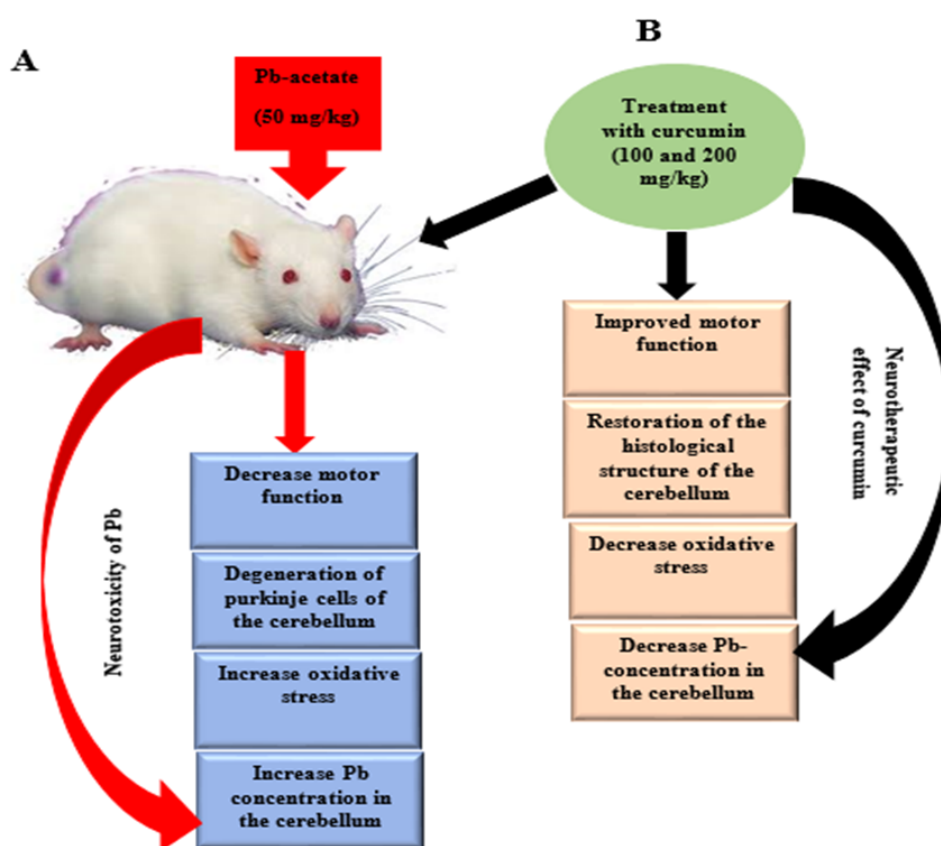 A
Pb-acetate
(50 mg/kg)
Neurotoxicity of Pb
Decrease motor
function
Degeneration of
purkinje cells of
the cerebellum
Increase oxidative
stress
Increase Pb
concentration in
the cerebellum
B
Treatment
with curcumin
(100 and 200
mg/kg)
Improved motor
function
Restoration of the
histological
structure of the
cerebellum
Decrease oxidative
stress
Decrease Pb-
concentration in
the cerebellum
Neurotherapeutic
effect of curcumin